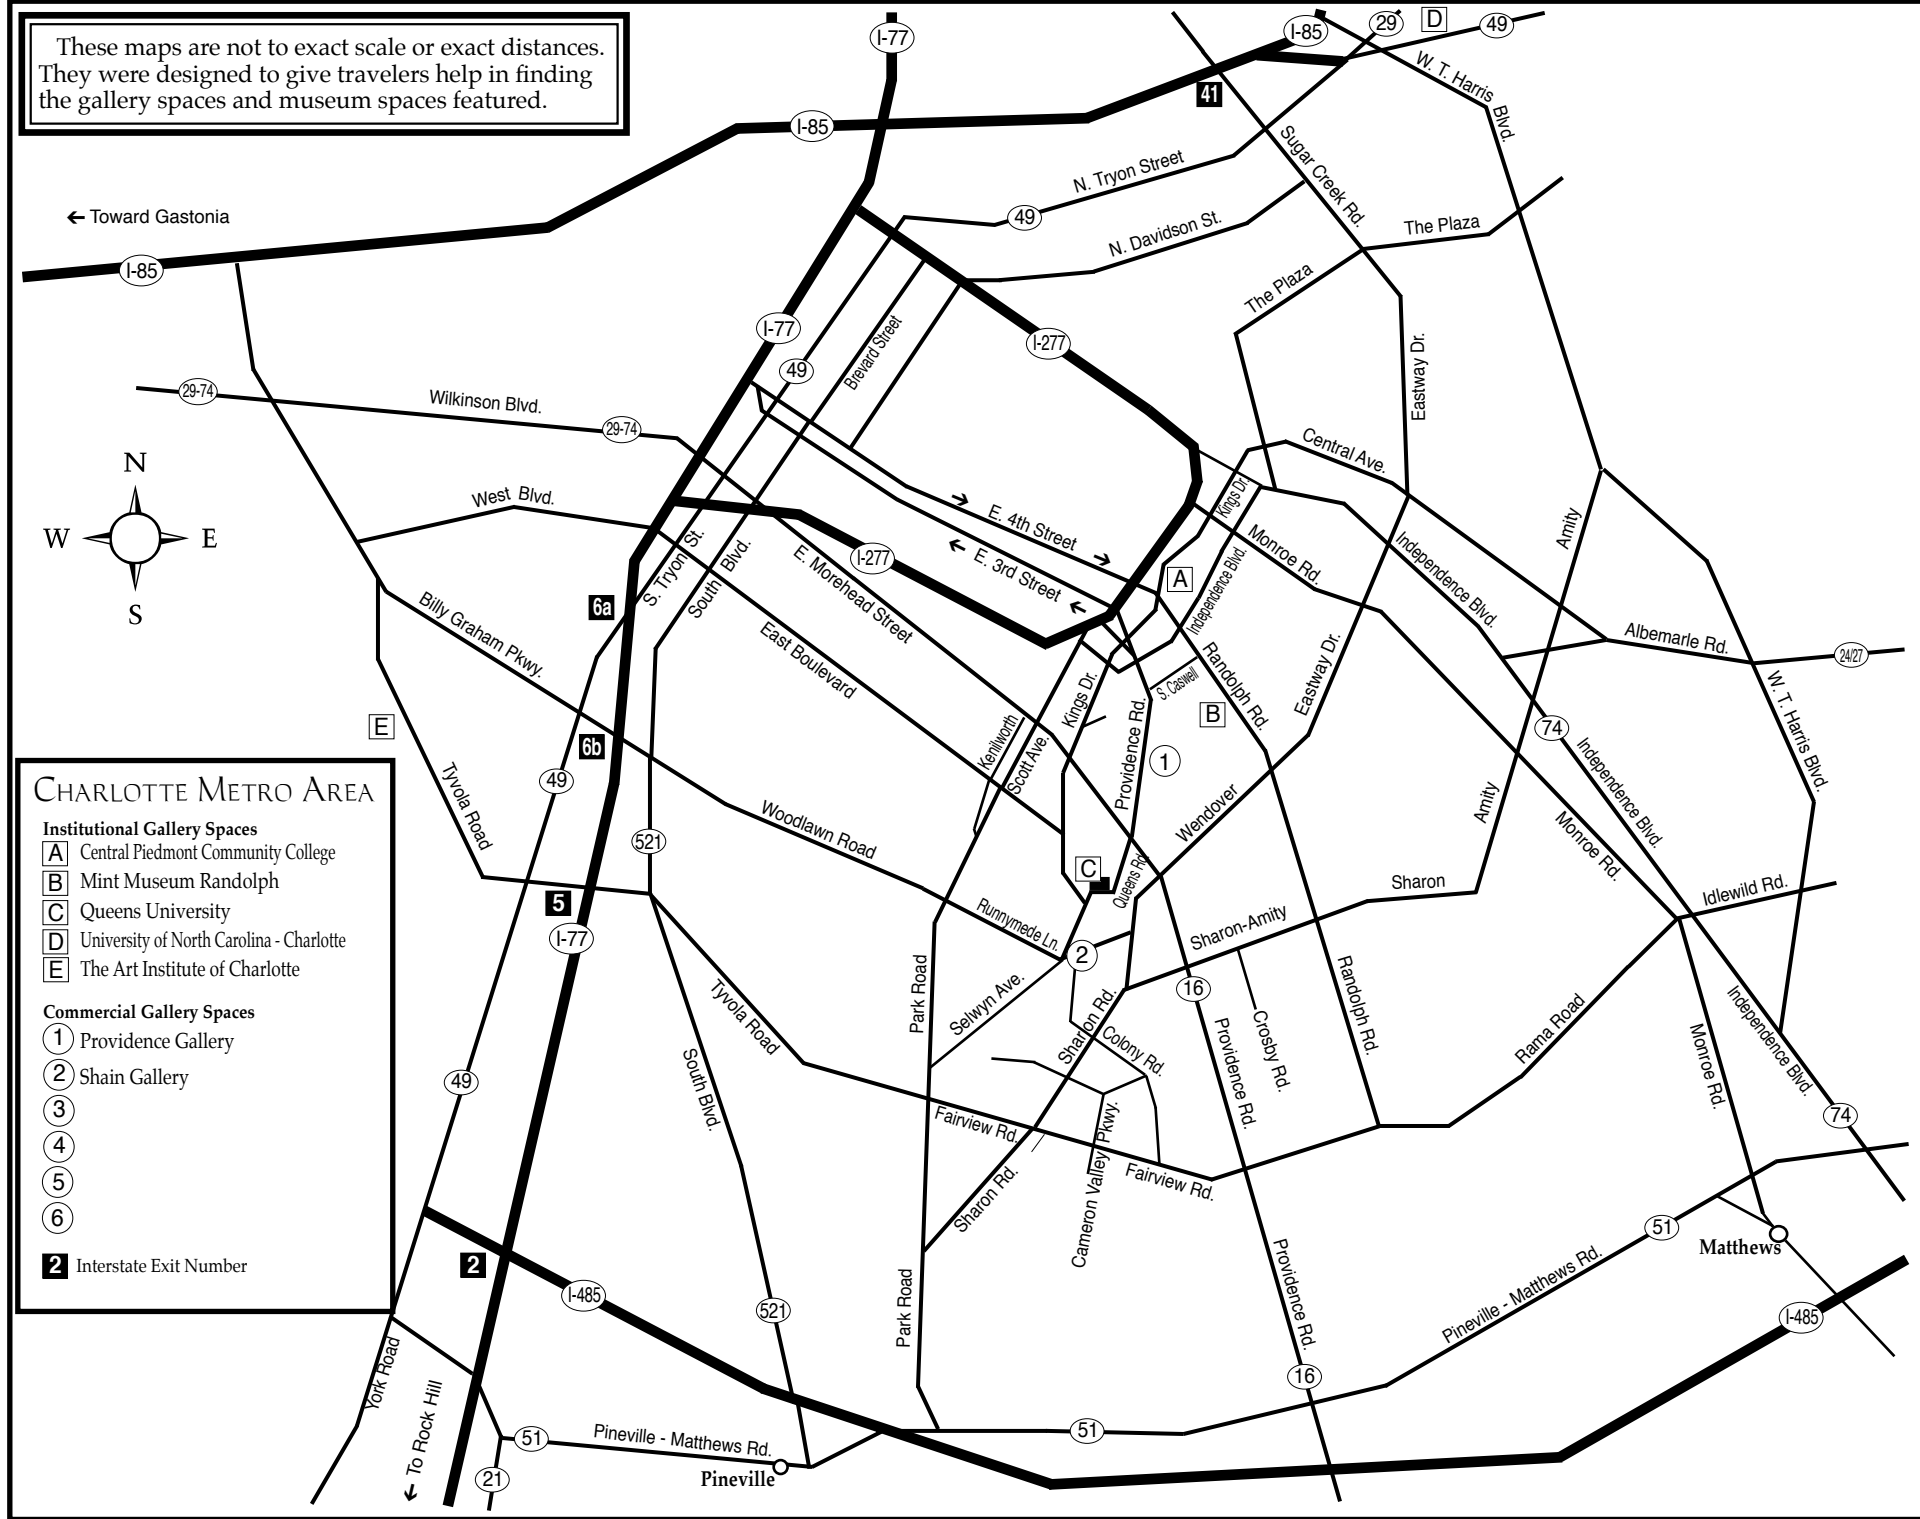 These maps are not to exact scale or exact distances.
They were designed to give travelers help in finding
the gallery spaces and museum spaces featured.
I-77
I-85
29
D
49
W. T. Harris
Blvd.
41
I-85
Sugar Creek Rd.
N. Tryon Street
49
N. Davidson St.
The Plaza
The Plaza
← Toward Gastonia
I-85
I-77
49
Brevard Street
I-277
Eastway Dr.
29-74
Wilkinson Blvd.
29-74
Central Ave.
N
W
E
S
West Blvd.
Kings Dr.
E. 4th Street
E. 3rd Street
Monroe Rd.
Independence Blvd.
Amity
S. Tryon St.
South Blvd.
I-277
E. Morehead Street
A
Independence Blvd.
6a
Billy Graham Pkwy.
East Boulevard
Randolph Rd.
Eastway Dr.
Albemarle Rd.
24/27
W. T. Harris Blvd.
S. Caswell
B
Kings Dr.
Kenilworth
Scott Ave.
Providence Rd.
1
74
Independence Blvd.
E
6b
49
Tyvola Road
521
Woodlawn Road
Wendover
Amity
Monroe Rd.
CHARLOTTE METRO AREA
Institutional Gallery Spaces
A Central Piedmont Community College
B Mint Museum Randolph
C Queens University
D University of North Carolina - Charlotte
E The Art Institute of Charlotte
Commercial Gallery Spaces
1 Providence Gallery
2 Shain Gallery
3
4
5
6
2 Interstate Exit Number
C
Queens Rd.
Sharon
Idlewild Rd.
5
I-77
Runnymede Ln.
2
Sharon-Amity
Park Road
Selwyn Ave.
Sharon Rd.
Colony Rd.
16
Providence Rd.
Crosby Rd.
Randolph Rd.
Rama Road
Monroe Rd.
Independence Blvd.
74
Tyvola Road
49
South Blvd.
Fairview Rd.
Fairview Rd.
Cameron Valley Pkwy.
Sharon Rd.
2
I-485
521
Park Road
Providence Rd.
16
Pineville - Matthews Rd.
51
Matthews
I-485
York Road
← To Rock Hill
51
21
Pineville - Matthews Rd.
Pineville
51